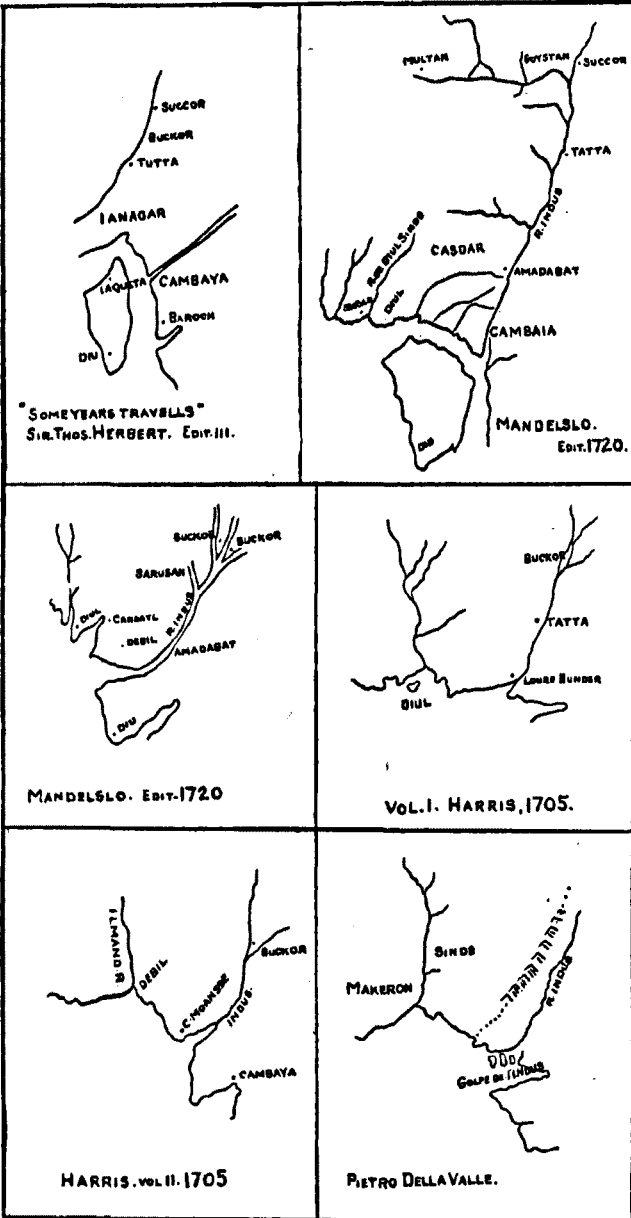 SUCCOR
BUCKOR
TUTTA
IANAGAR
IAQUETA
CAMBAYA
BAROCH
DIU
"SOME YEARS TRAVELLS"
SIR.THOS.HERBERT. EDIT.III.
MULTAN
SUCCOR
TATTA
R.INDUS
CASDAR
DIUL
AMADABAT
CAMBAIA
DIU
MANDELSLO.
EDIT.1720.
BUCKOR
BUCKOR
SARUSAN
R.INDUS
DIUL
DEBIL
AMADABAT
DIU
MANDELSLO. EDIT.1720
BUCKOR
TATTA
LOURE BUNDER
DIUL
VOL.I. HARRIS,1705.
ILMAND.R.
DEBIL
BUCKOR
INDUS.
CAMBAYA
HARRIS.VOL II.1705
SINDE
MAKERON
R.INDUS
GOLPE DE INDUS
PIETRO DELLA VALLE.